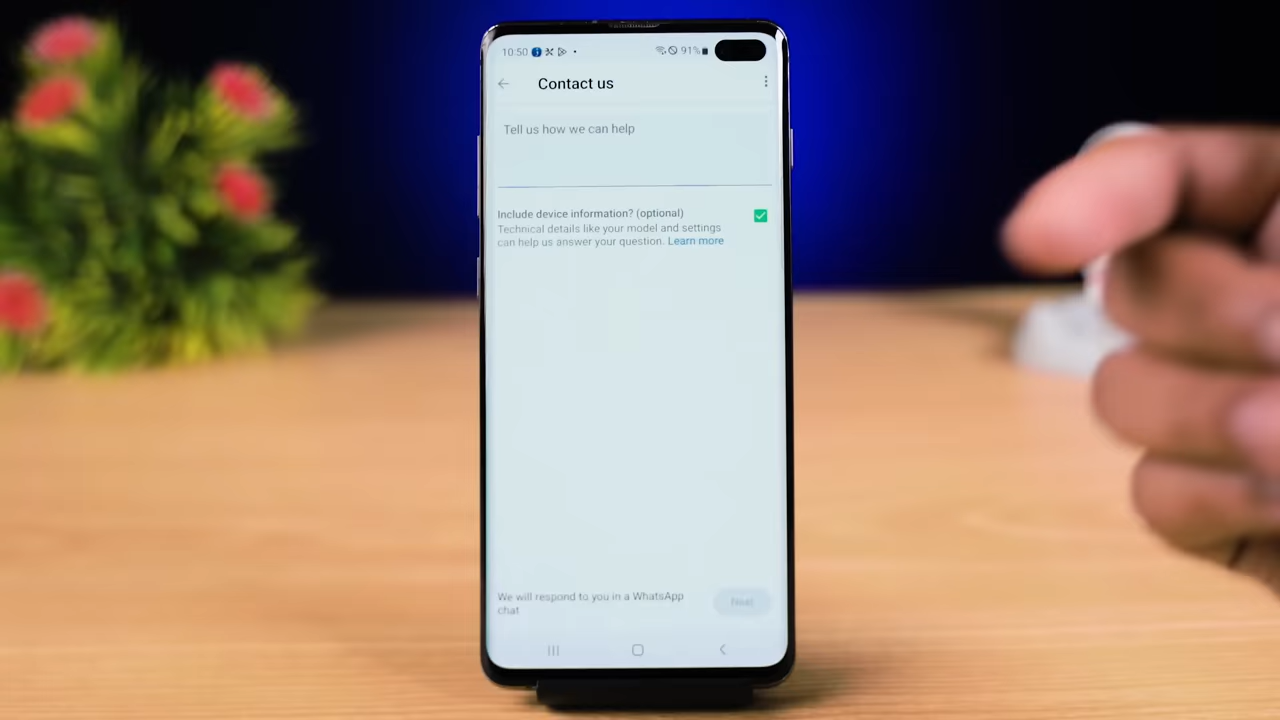 10:50 91%
Contact us
Tell us how we can help
Include device information? (optional)
Technical details like your model and settings
can help us answer your question. Learn more
We will respond to you in a WhatsApp
chat
Next